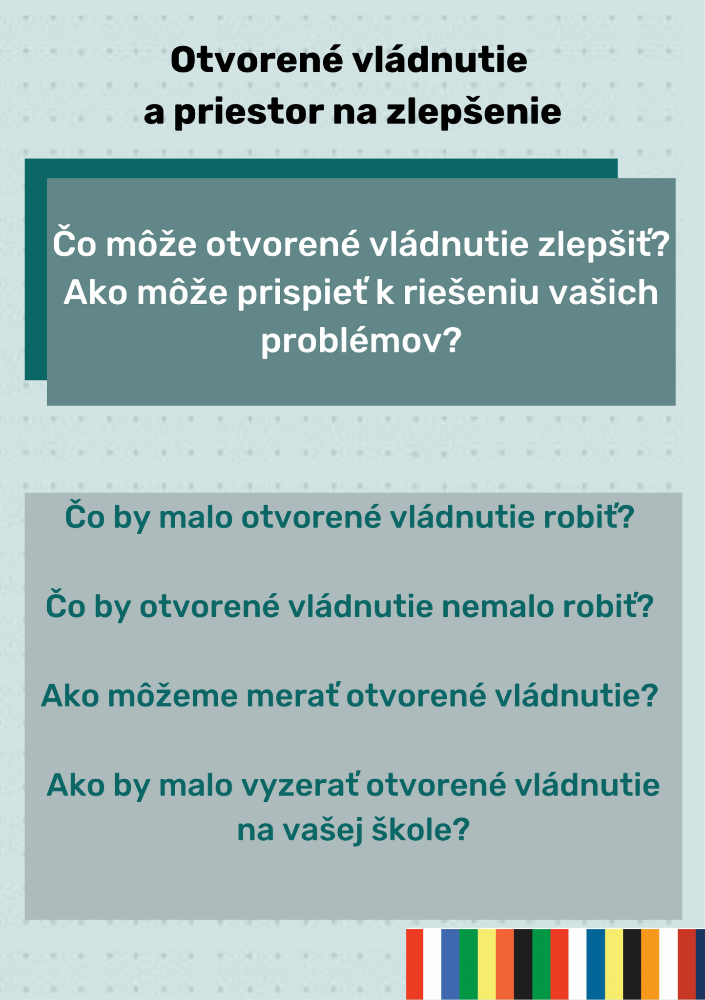 Otvorené vládnutie
a priestor na zlepšenie
Čo môže otvorené vládnutie zlepšiť?
Ako môže prispieť k riešeniu vašich
problémov?
Čo by malo otvorené vládnutie robiť?
Čo by otvorené vládnutie nemalo robiť?
Ako môžeme merať otvorené vládnutie?
Ako by malo vyzerať otvorené vládnutie
na vašej škole?